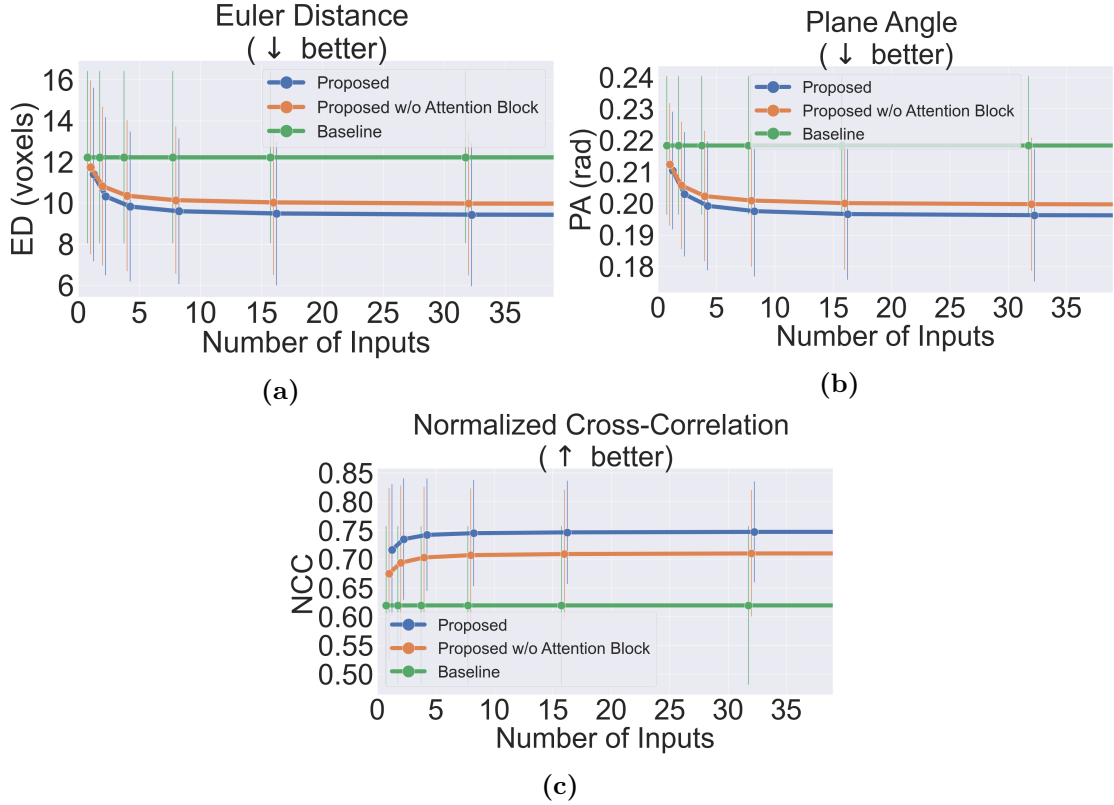 Euler Distance
( ↓ better)
ED (voxels)
16
14
12
10
8
6
Proposed
Proposed w/o Attention Block
Baseline
0 5 10 15 20 25 30 35
Number of Inputs
(a)
Plane Angle
( ↓ better)
PA (rad)
0.24
0.23
0.22
0.21
0.20
0.19
0.18
Proposed
Proposed w/o Attention Block
Baseline
0 5 10 15 20 25 30 35
Number of Inputs
(b)
Normalized Cross-Correlation
( ↑ better)
NCC
0.85
0.80
0.75
0.70
0.65
0.60
0.55
0.50
Proposed
Proposed w/o Attention Block
Baseline
0 5 10 15 20 25 30 35
Number of Inputs
(c)